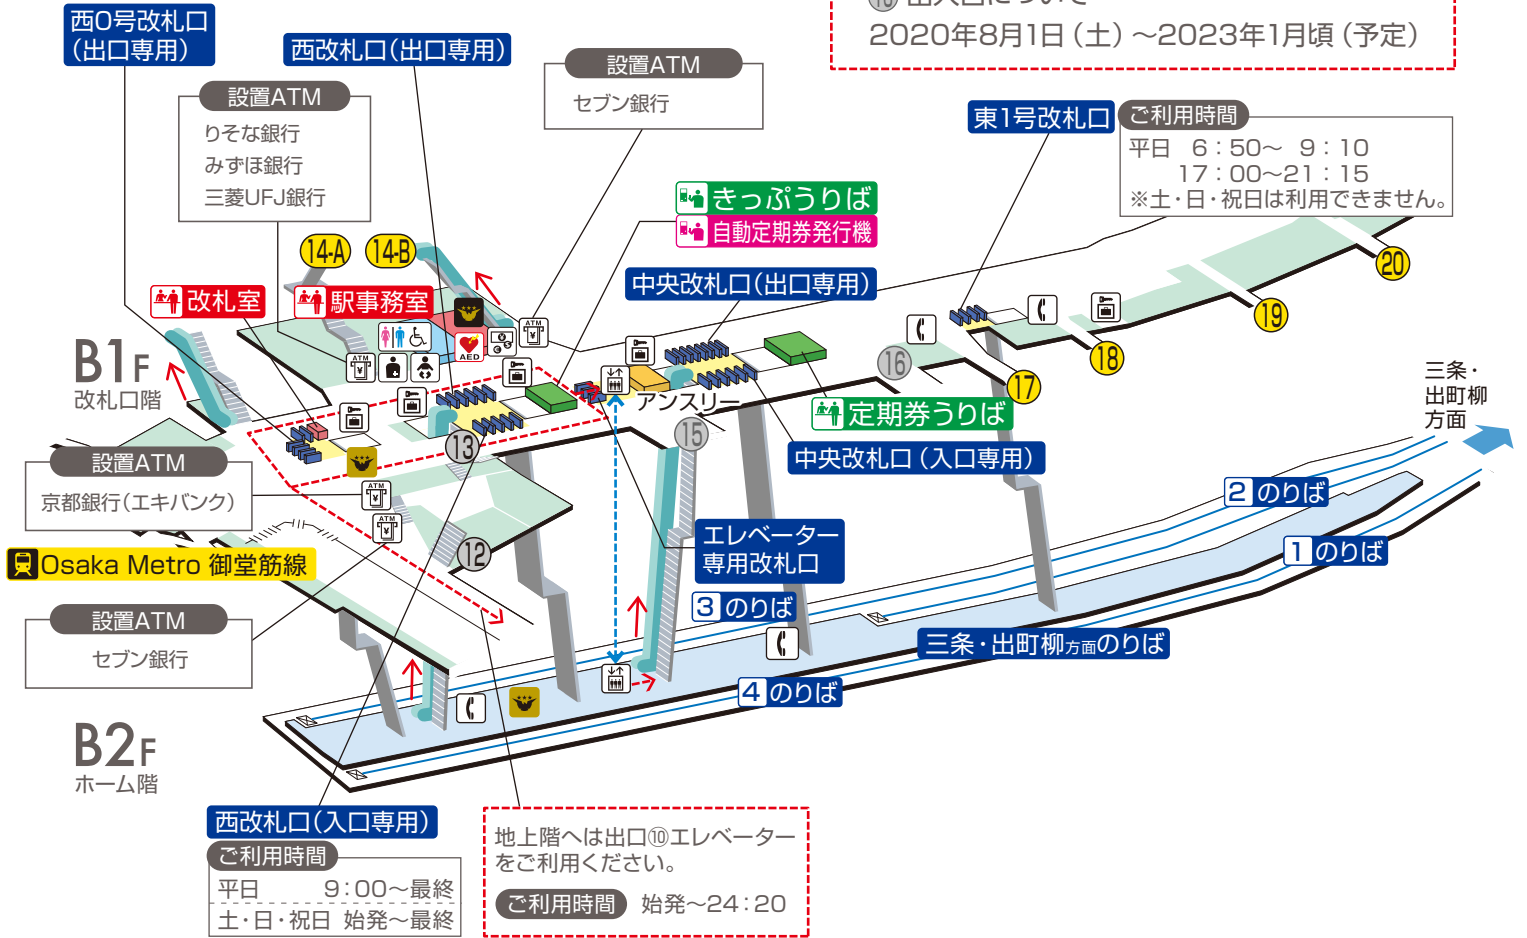 出入口について
2020年8月1日(土)〜2023年1月頃(予定)
西0号改札口
(出口専用)
西改札口(出口専用)
設置ATM
セブン銀行
設置ATM
りそな銀行
みずほ銀行
三菱UFJ銀行
東1号改札口
ご利用時間
平日 6:50〜 9:10
17:00〜21:15
※土・日・祝日は利用できません。
きっぷうりば
自動定期券発行機
14-A
14-B
中央改札口(出口専用)
改札室
駅事務室
20
19
18
17
16
ATM
ATM
AED
B1F
改札口階
アンスリー
定期券うりば
三条・
出町柳
方面
13
15
中央改札口(入口専用)
設置ATM
京都銀行(エキバンク)
ATM
ATM
12
Osaka Metro 御堂筋線
エレベーター
専用改札口
2 のりば
1 のりば
3 のりば
三条・出町柳方面のりば
4 のりば
設置ATM
セブン銀行
B2F
ホーム階
西改札口(入口専用)
ご利用時間
平日 9:00〜最終
土・日・祝日 始発〜最終
地上階へは出口⑩エレベーター
をご利用ください。
ご利用時間 始発〜24:20